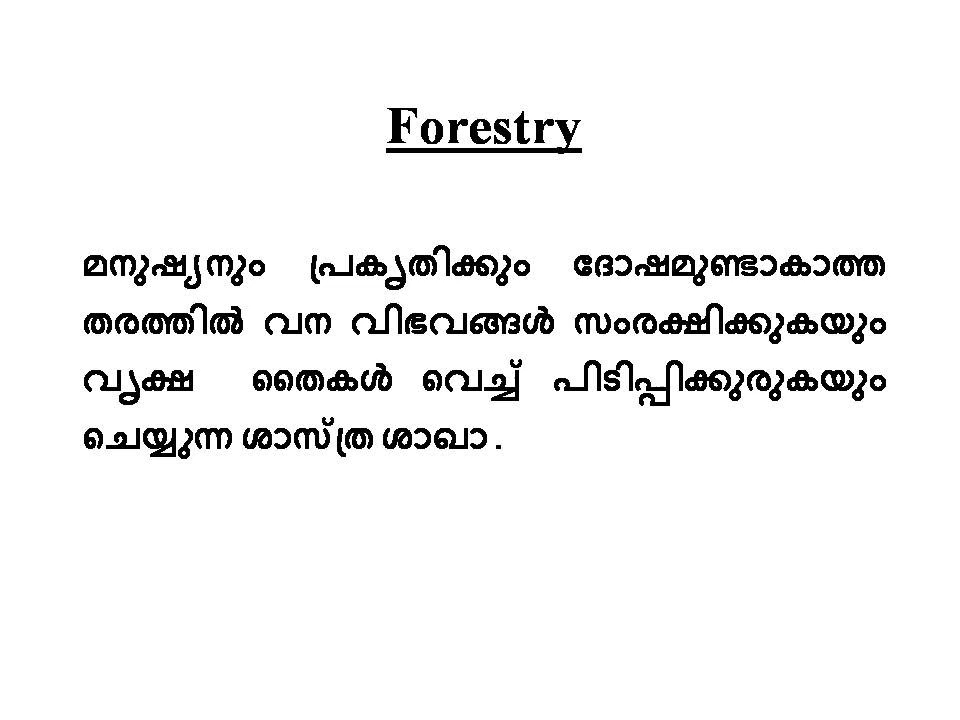 Forestry
മനുഷ്യനും പ്രകൃതിക്കും ദോഷമുണ്ടാകാത്ത
തരത്തിൽ വന വിഭവങ്ങൾ സംരക്ഷിക്കുകയും
വൃക്ഷ തൈകൾ വെച്ച് പിടിപ്പിക്കുരുകയും
ചെയ്യുന്ന ശാസ്ത്ര ശാഖാ.